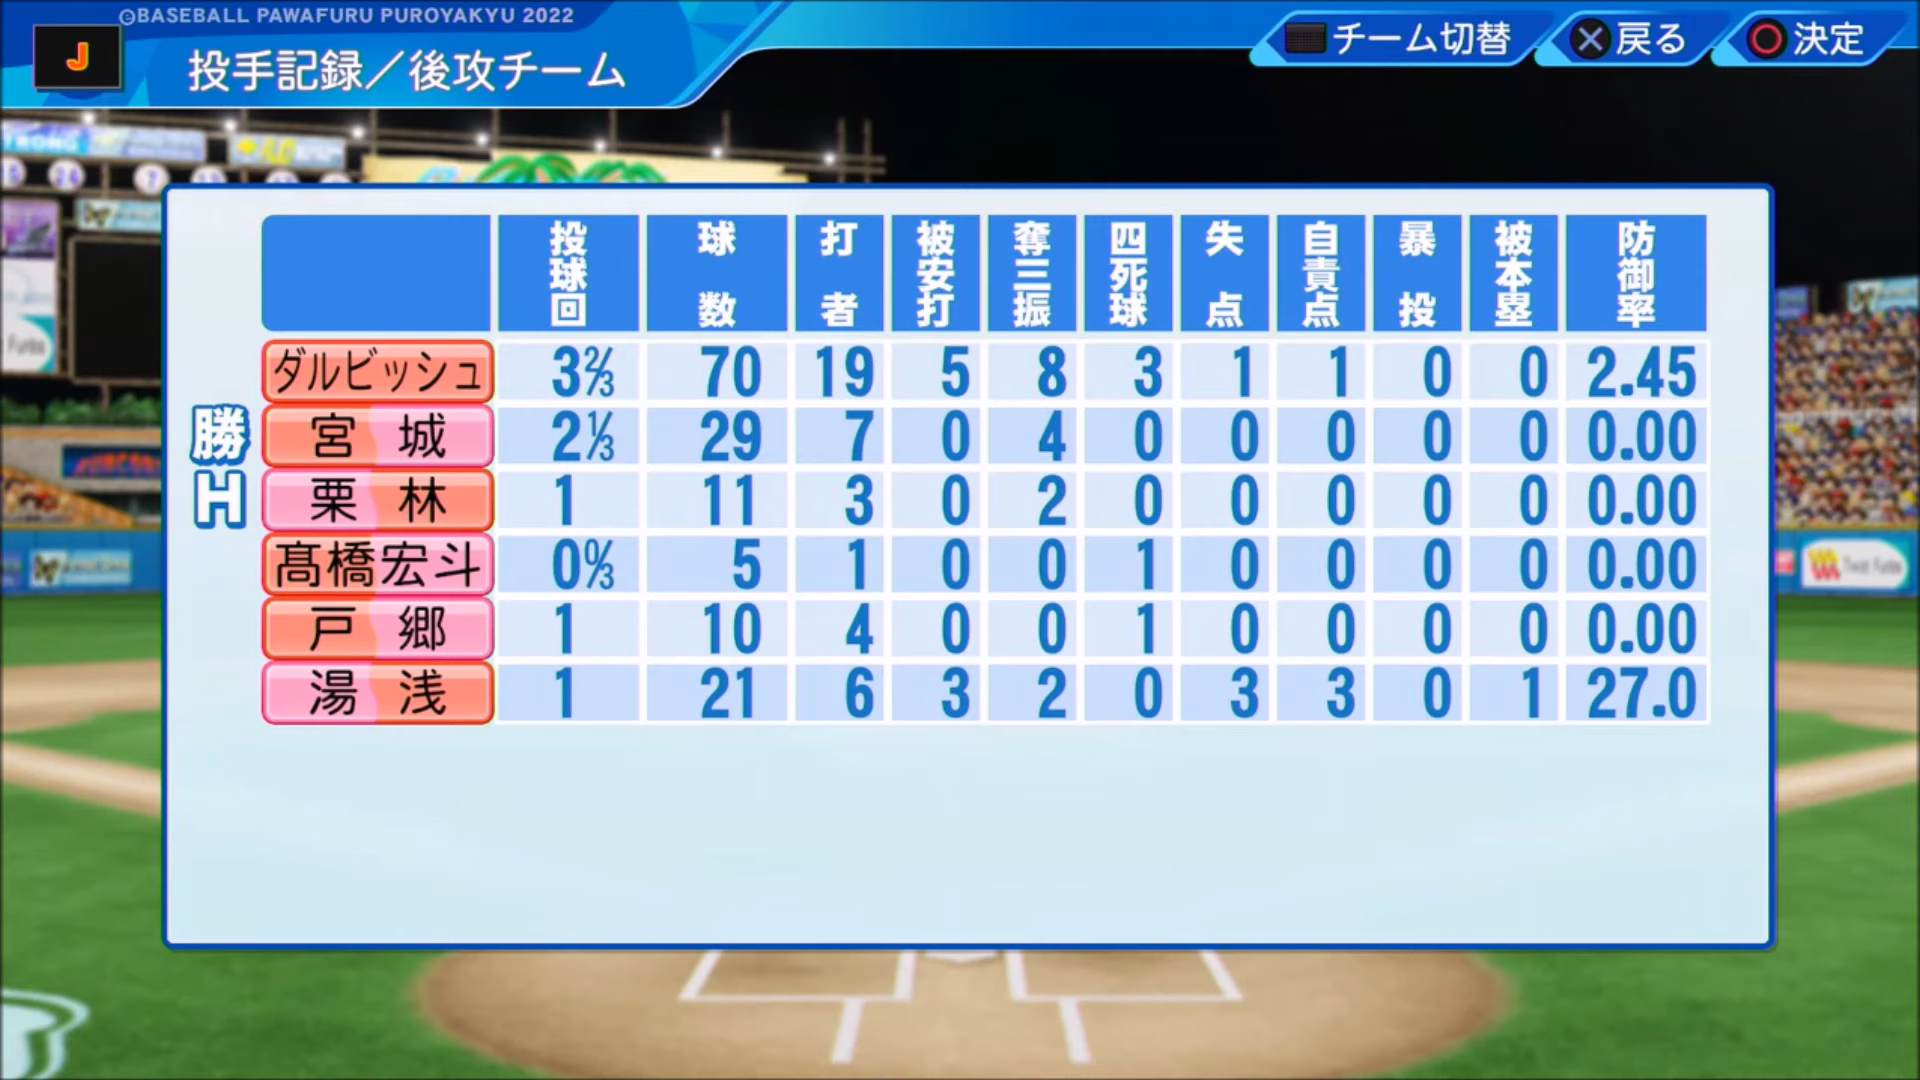 ©BASEBALL PAWAFURU PUROYAKYU 2022
J
投手記録／後攻チーム
チーム切替
戻る
決定
投球回 球数 打者 被安打 奪三振 四死球 失点 自責点 暴投 被本塁 防御率
ダルビッシュ 3⅔ 70 19 5 8 3 1 1 0 0 2.45
勝 宮城 2⅓ 29 7 0 4 0 0 0 0 0 0.00
H 栗林 1 11 3 0 2 0 0 0 0 0 0.00
髙橋宏斗 0 0/3 5 1 0 0 1 0 0 0 0 0.00
戸郷 1 10 4 0 0 1 0 0 0 0 0.00
湯浅 1 21 6 3 2 0 3 3 0 1 27.0